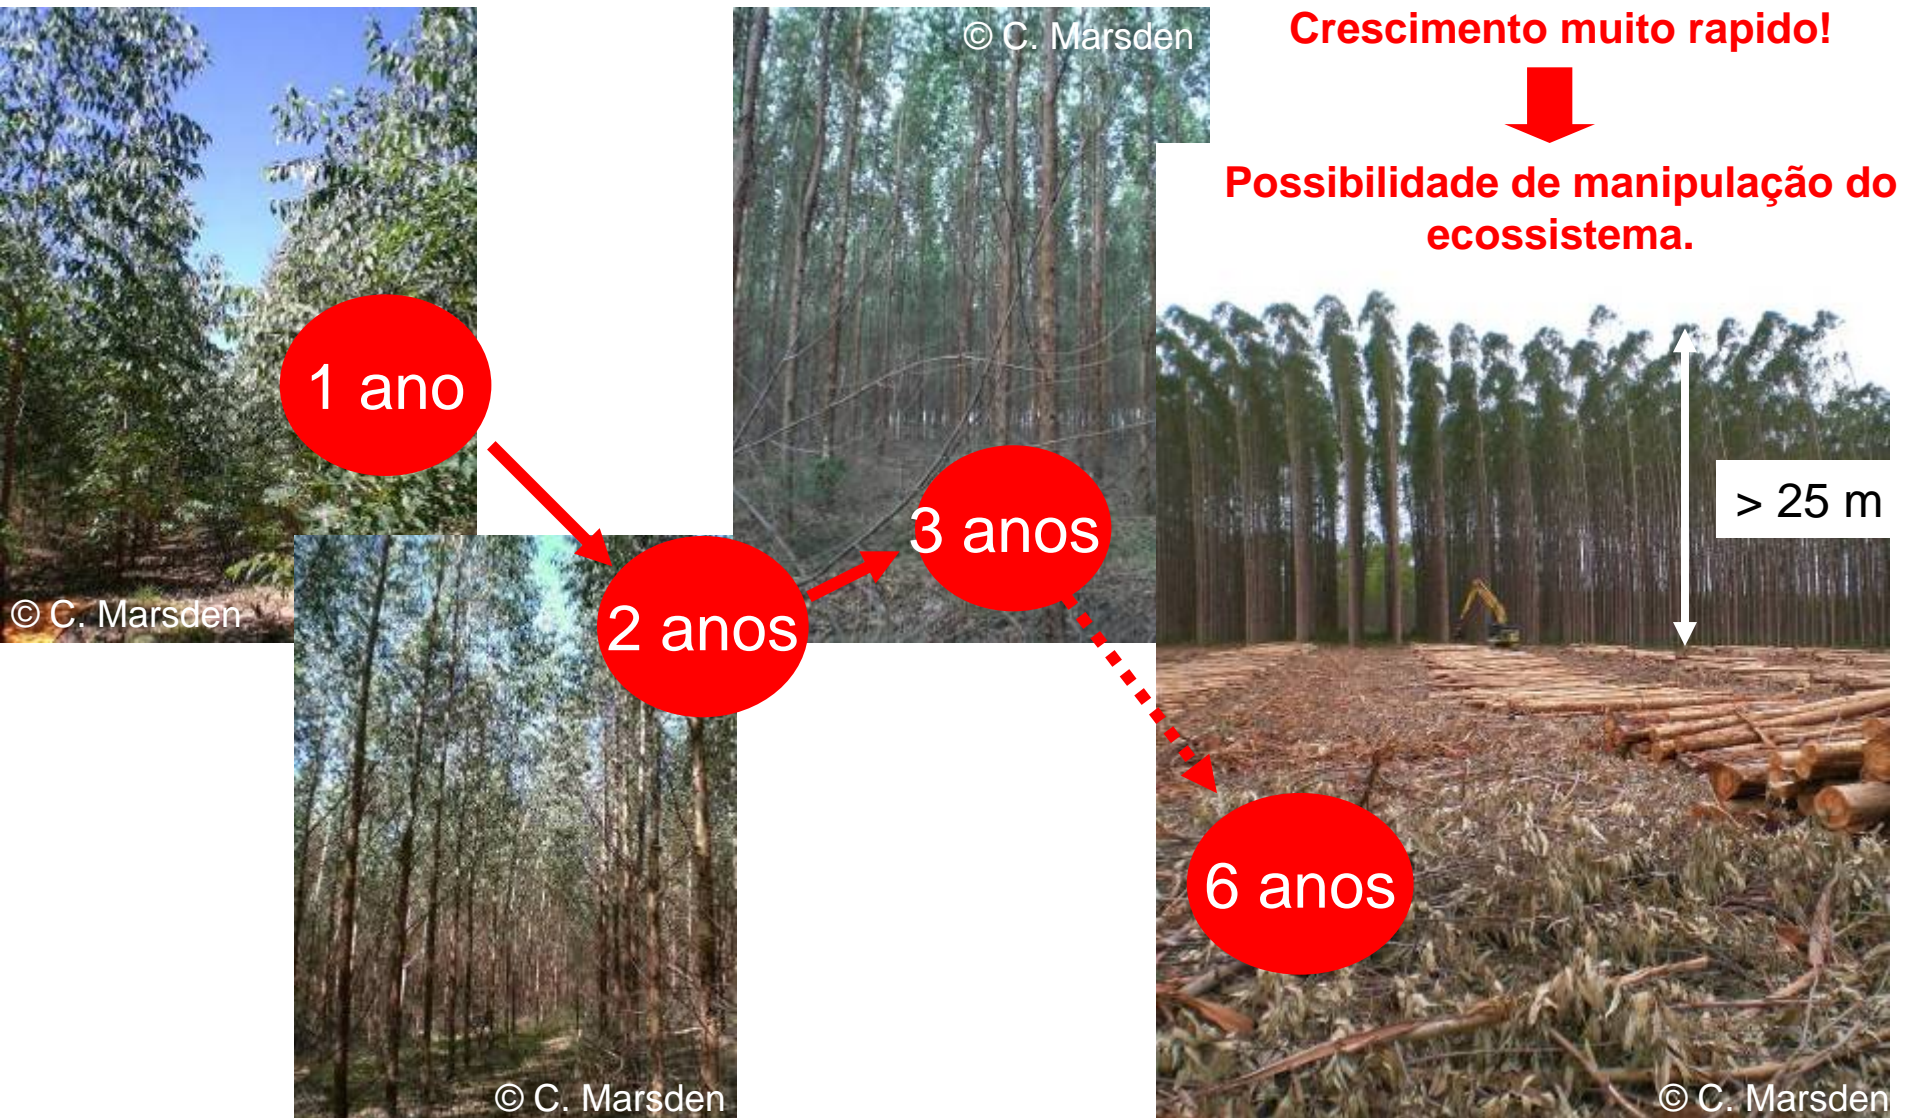 © C. Marsden
Crescimento muito rapido!
Possibilidade de manipulação do
ecossistema.
1 ano
> 25 m
3 anos
© C. Marsden
2 anos
6 anos
© C. Marsden
© C. Marsden